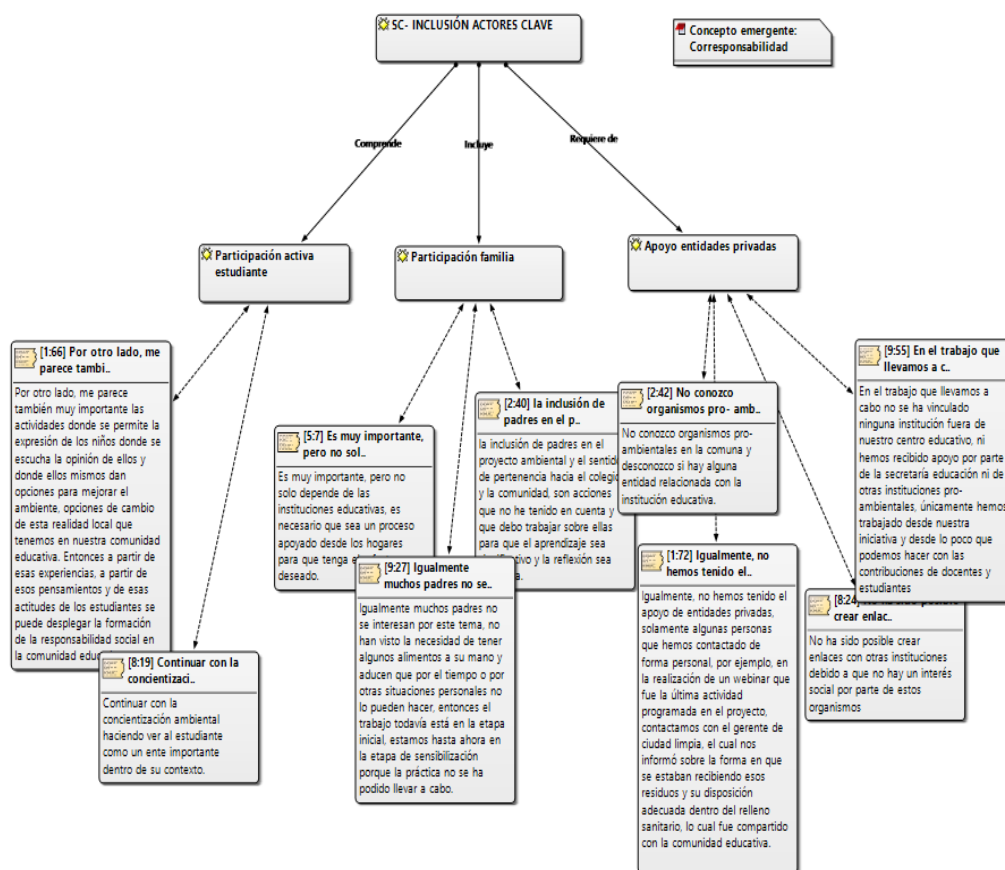 5C- INCLUSIÓN ACTORES CLAVE
Concepto emergente:
Corresponsabilidad
Comprende
Incluye
Requiere de
Participación activa
estudiante
Participación familia
Apoyo entidades privadas
[1:66] Por otro lado, me
parece tambi..
Por otro lado, me parece
también muy importante las
actividades donde se permite la
expresión de los niños donde se
escucha la opinión de ellos y
donde ellos mismos dan
opciones para mejorar el
ambiente, opciones de cambio
de esta realidad local que
tenemos en nuestra comunidad
educativa. Entonces a partir de
esas experiencias, a partir de
esos pensamientos y de esas
actitudes de los estudiantes se
puede desplegar la formación
de la responsabilidad social en
la comunidad
[8:19] Continuar con la
concientizaci..
Continuar con la
concientización ambiental
haciendo ver al estudiante
como un ente importante
dentro de su contexto.
[5:7] Es muy importante,
pero no sol..
Es muy importante, pero no
solo depende de las
instituciones educativas, es
necesario que sea un proceso
apoyado desde los hogares
para que tenga
deseado.
[9:27] Igualmente
muchos padres no se..
Igualmente muchos padres no
se interesan por este tema, no
han visto la necesidad de tener
algunos alimentos a su mano y
aducen que por el tiempo o por
otras situaciones personales no
lo pueden hacer, entonces el
trabajo todavía está en la etapa
inicial, estamos hasta ahora en
la etapa de sensibilización
porque la práctica no se ha
podido llevar a cabo.
[2:40] la inclusión de
padres en el p..
la inclusión de padres en el
proyecto ambiental y el sentido
de pertenencia hacia el colegio
y la comunidad, son acciones
que no he tenido en cuenta y
que debo trabajar sobre ellas
para que el aprendizaje sea
y la reflexión sea
[2:42] No conozco
organismos pro- amb..
No conozco organismos pro-
ambientales en la comuna y
desconozco si hay alguna
entidad relacionada con la
institución educativa.
[1:72] Igualmente, no
hemos tenido el..
Igualmente, no hemos tenido el
apoyo de entidades privadas,
solamente algunas personas
que hemos contactado de
forma personal, por ejemplo, en
la realización de un webinar que
fue la última actividad
programada en el proyecto,
contactamos con el gerente de
ciudad limpia, el cual nos
informó sobre la forma en que
se estaban recibiendo esos
residuos y su disposición
adecuada dentro del relleno
sanitario, lo cual fue compartido
con la comunidad educativa.
[9:55] En el trabajo que
llevamos a c..
En el trabajo que llevamos a
cabo no se ha vinculado
ninguna institución fuera de
nuestro centro educativo, ni
hemos recibido apoyo por parte
de la secretaría educación ni de
otras instituciones pro-
ambientales, únicamente hemos
trabajado desde nuestra
iniciativa y desde lo poco que
podemos hacer con las
contribuciones de docentes y
estudiantes
[8:24]
crear enlac..
No ha sido posible crear
enlaces con otras instituciones
debido a que no hay un interés
social por parte de estos
organismos